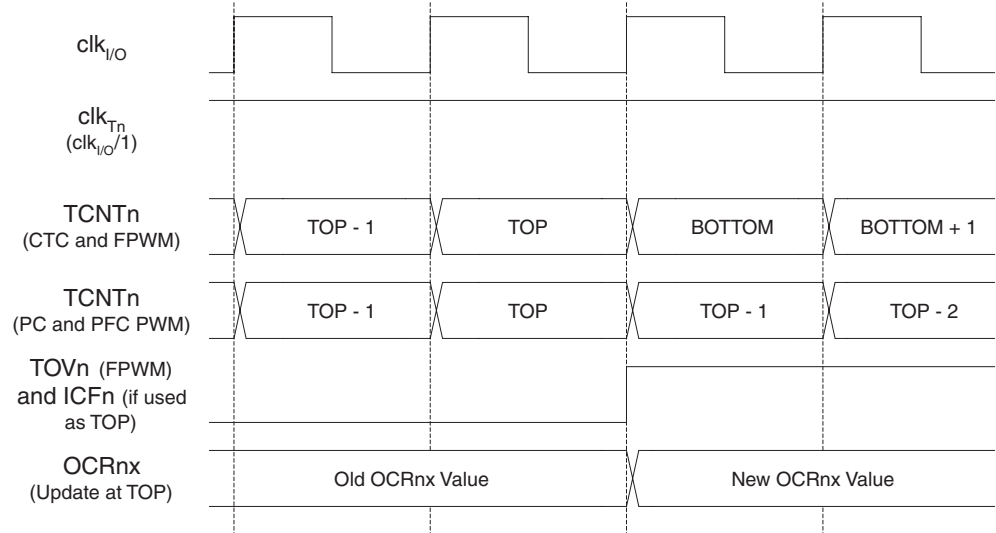 clkI/O
clkTn
(clkI/O/1)
TCNTn
(CTC and FPWM)
TOP - 1
TOP
BOTTOM
BOTTOM + 1
TCNTn
(PC and PFC PWM)
TOP - 1
TOP
TOP - 1
TOP - 2
TOVn (FPWM)
and ICFn (if used
as TOP)
OCRnx
(Update at TOP)
Old OCRnx Value
New OCRnx Value